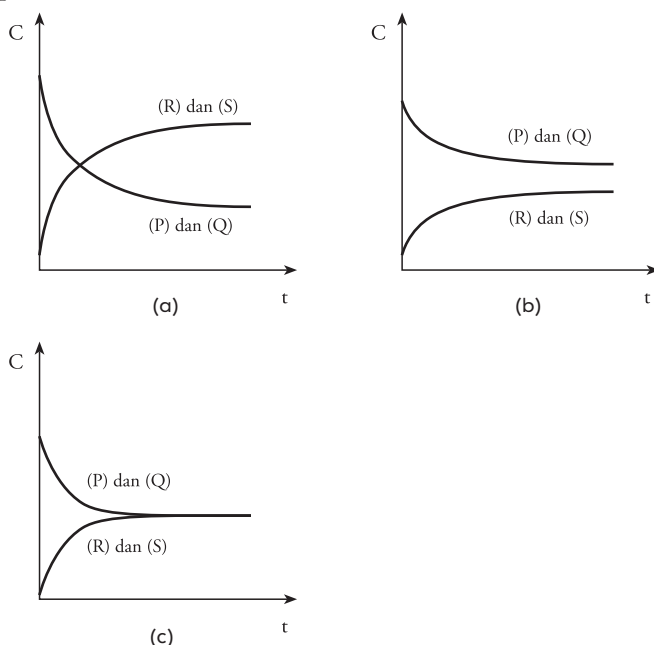 C
(R) dan (S)
(P) dan (Q)
t
(a)
C
(P) dan (Q)
(R) dan (S)
t
(b)
C
(P) dan (Q)
(R) dan (S)
t
(c)